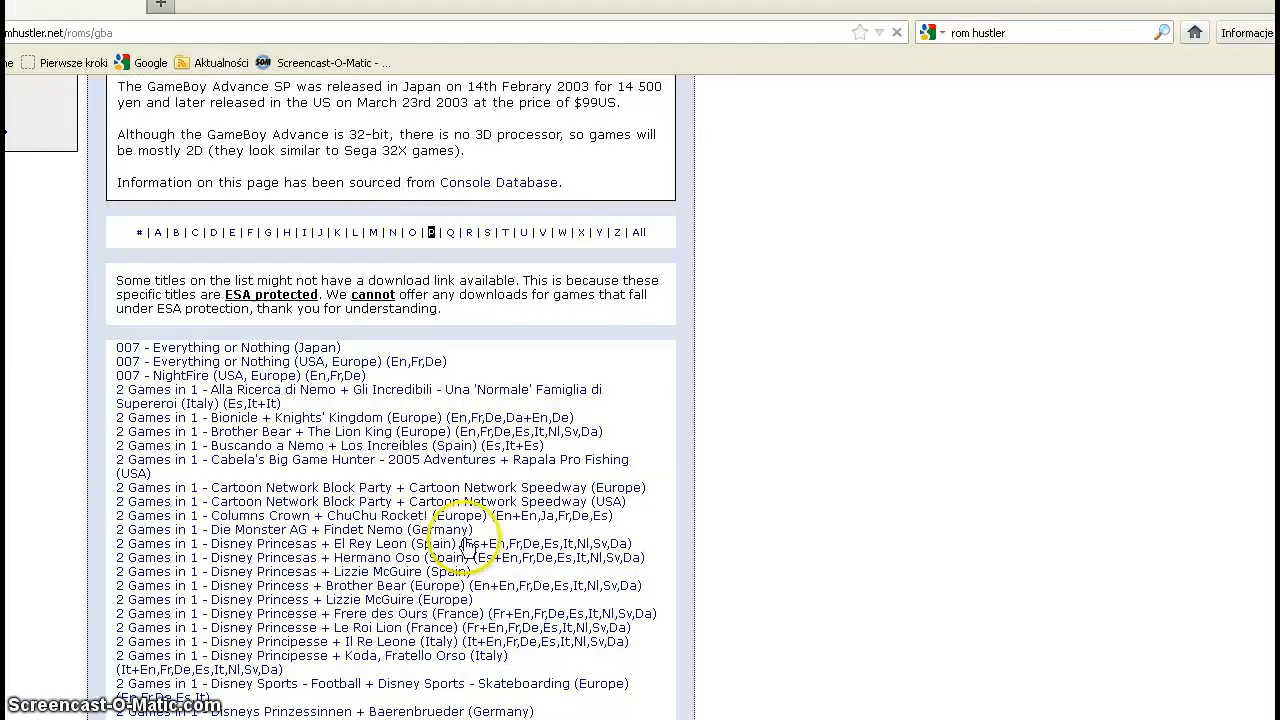 mhustler.net/roms/gba
rom hustler
Informacje
Pierwsze kroki
Google
Aktualności
Screencast-O-Matic - ...
The GameBoy Advance SP was released in Japan on 14th Febrary 2003 for 14 500
yen and later released in the US on March 23rd 2003 at the price of $99US.
Although the GameBoy Advance is 32-bit, there is no 3D processor, so games will
be mostly 2D (they look similar to Sega 32X games).
Information on this page has been sourced from Console Database.
# | A | B | C | D | E | F | G | H | I | J | K | L | M | N | O | P | Q | R | S | T | U | V | W | X | Y | Z | All
Some titles on the list might not have a download link available. This is because these
specific titles are ESA protected. We cannot offer any downloads for games that fall
under ESA protection, thank you for understanding.
007 - Everything or Nothing (Japan)
007 - Everything or Nothing (USA, Europe) (En,Fr,De)
007 - NightFire (USA, Europe) (En,Fr,De)
2 Games in 1 - Alla Ricerca di Nemo + Gli Incredibili - Una 'Normale' Famiglia di
Supereroi (Italy) (Es,It+It)
2 Games in 1 - Bionicle + Knights' Kingdom (Europe) (En,Fr,De,Da+En,De)
2 Games in 1 - Brother Bear + The Lion King (Europe) (En,Fr,De,Es,It,Nl,Sv,Da)
2 Games in 1 - Buscando a Nemo + Los Increibles (Spain) (Es,It+Es)
2 Games in 1 - Cabela's Big Game Hunter - 2005 Adventures + Rapala Pro Fishing
(USA)
2 Games in 1 - Cartoon Network Block Party + Cartoon Network Speedway (Europe)
2 Games in 1 - Cartoon Network Block Party + Cartoon Network Speedway (USA)
2 Games in 1 - Columns Crown + ChuChu Rocket! (Europe) (En+En,Ja,Fr,De,Es)
2 Games in 1 - Die Monster AG + Findet Nemo (Germany)
2 Games in 1 - Disney Princesas + El Rey Leon (Spain) (Es+En,Fr,De,Es,It,Nl,Sv,Da)
2 Games in 1 - Disney Princesas + Hermano Oso (Spain) (Es+En,Fr,De,Es,It,Nl,Sv,Da)
2 Games in 1 - Disney Princesas + Lizzie McGuire (Spain)
2 Games in 1 - Disney Princess + Brother Bear (Europe) (En+En,Fr,De,Es,It,Nl,Sv,Da)
2 Games in 1 - Disney Princess + Lizzie McGuire (Europe)
2 Games in 1 - Disney Princesse + Frere des Ours (France) (Fr+En,Fr,De,Es,It,Nl,Sv,Da)
2 Games in 1 - Disney Princesse + Le Roi Lion (France) (Fr+En,Fr,De,Es,It,Nl,Sv,Da)
2 Games in 1 - Disney Principesse + Il Re Leone (Italy) (It+En,Fr,De,Es,It,Nl,Sv,Da)
2 Games in 1 - Disney Principesse + Koda, Fratello Orso (Italy)
(It+En,Fr,De,Es,It,Nl,Sv,Da)
2 Games in 1 - Disney Sports - Football + Disney Sports - Skateboarding (Europe)
(En,Fr,De,Es,It)
2 Games in 1 - Disneys Prinzessinnen + Baerenbrueder (Germany)
Screencast-O-Matic.com